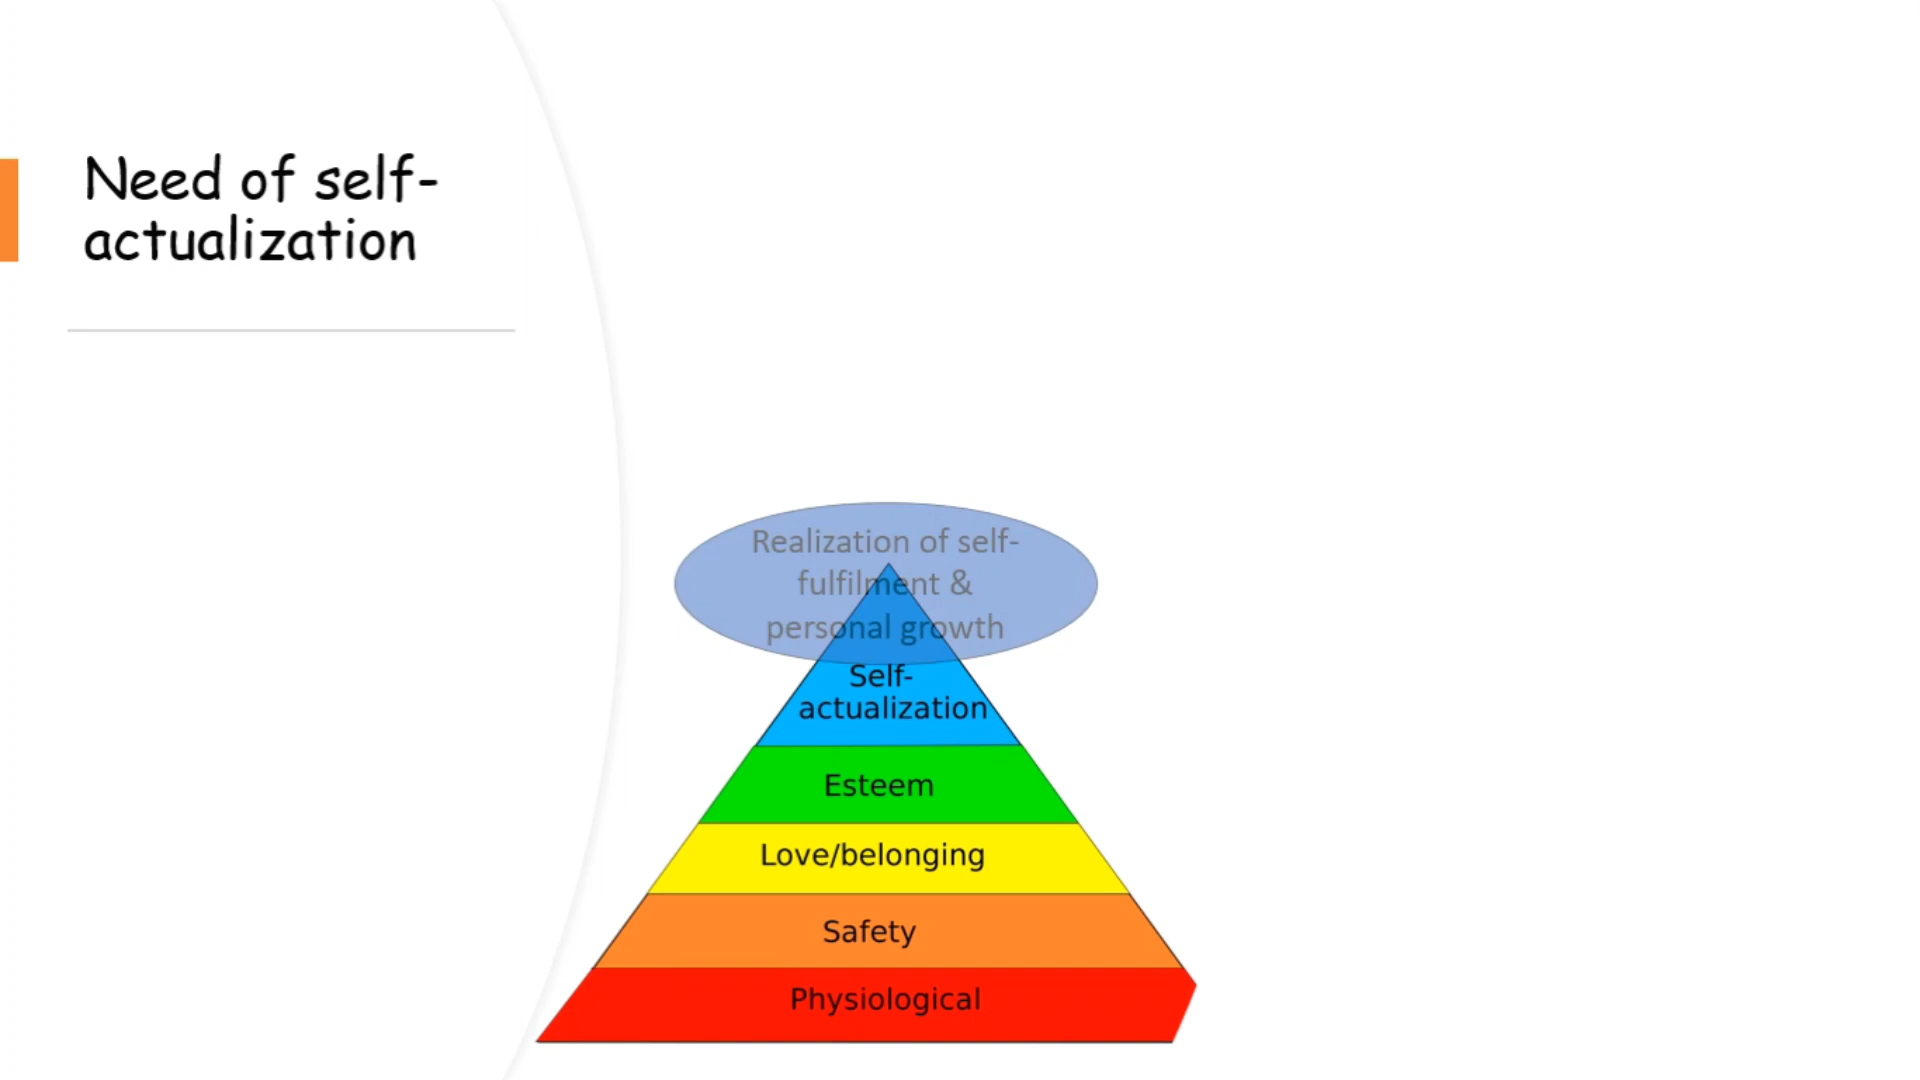 Need of self-
actualization
Realization of self-
fulfilment &
personal growth
Self-
actualization
Esteem
Love/belonging
Safety
Physiological